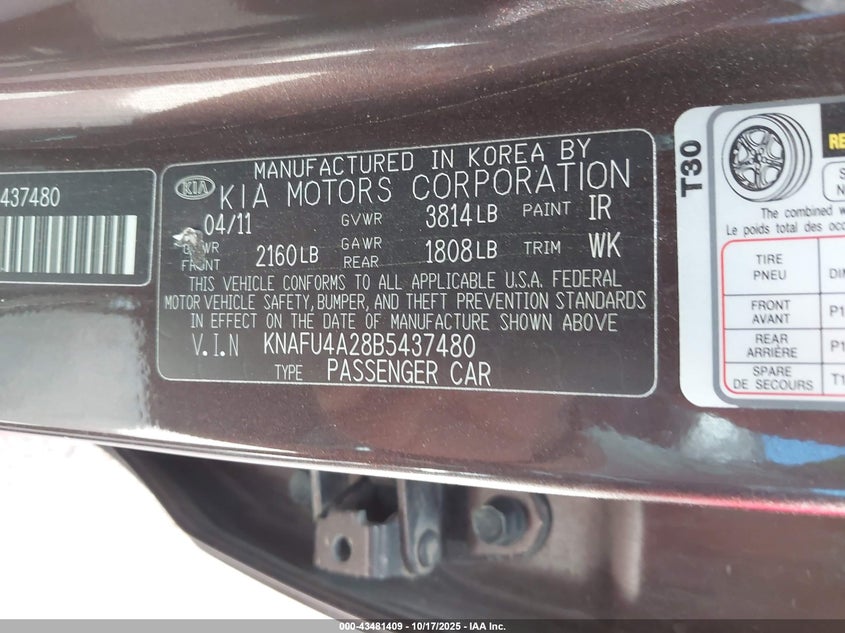 437480
KIA
MANUFACTURED IN KOREA BY
KIA MOTORS CORPORATION
04/11 GVWR 3814 LB PAINT IR
FRONT 2160 LB GAWR REAR 1808 LB TRIM WK
THIS VEHICLE CONFORMS TO ALL APPLICABLE U.S.A. FEDERAL
MOTOR VEHICLE SAFETY, BUMPER, AND THEFT PREVENTION STANDARDS
IN EFFECT ON THE DATE OF MANUFACTURE SHOWN ABOVE
V.I.N KNAFU4A28B5437480
TYPE PASSENGER CAR
T30
The combined w
Le poids total des occ
TIRE
PNEU
FRONT
AVANT
P1
REAR
ARRIÈRE
P1
SPARE
DE SECOURS
T1
000-43481409 - 10/17/2025 - IAA Inc.